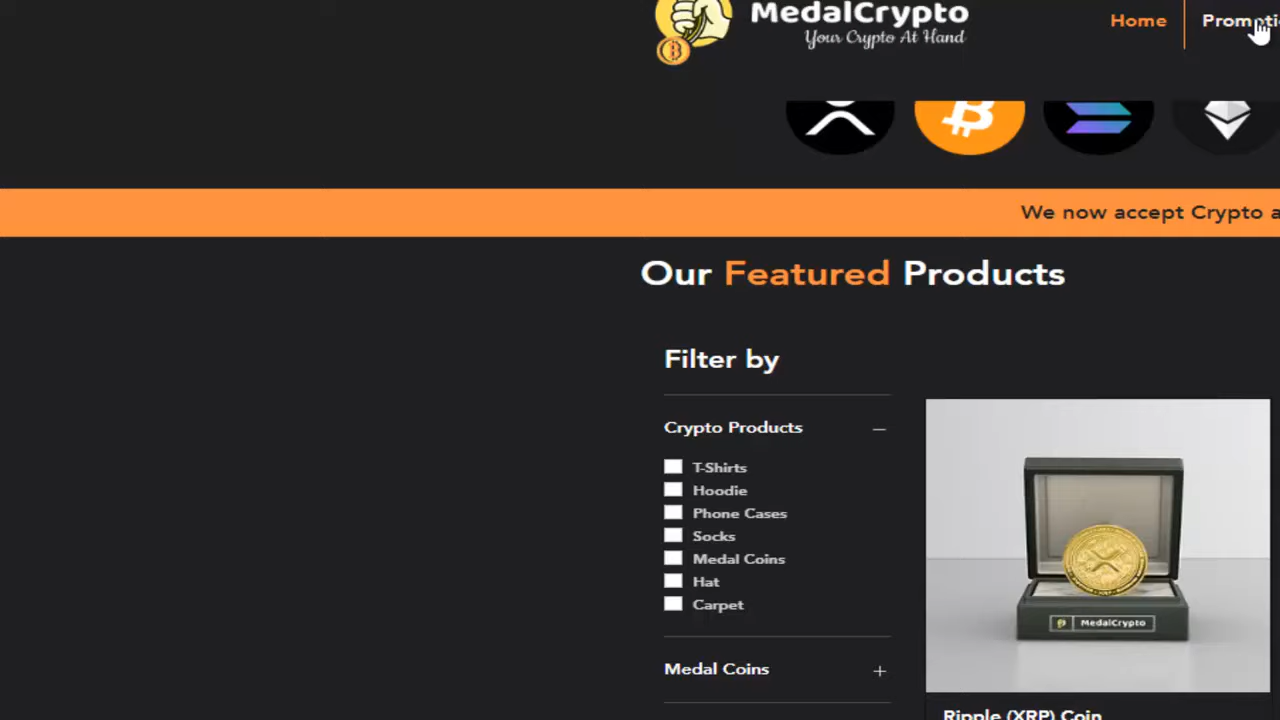 MedalCrypto
Your Crypto At Hand
Home
We now accept Crypto
Our Featured Products
Filter by
Crypto Products
T-Shirts
Hoodie
Phone Cases
Socks
Medal Coins
Hat
Carpet
Medal Coins
MedalCrypto
Ripple (XRP) Coin